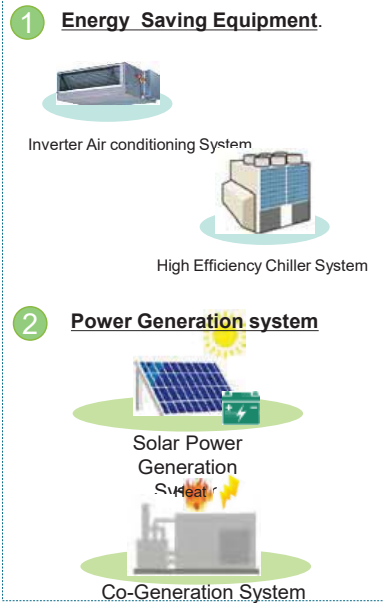 1 Energy Saving Equipment.
Inverter Air conditioning System
High Efficiency Chiller System
2 Power Generation system
Solar Power
Generation
Heat
Co-Generation System